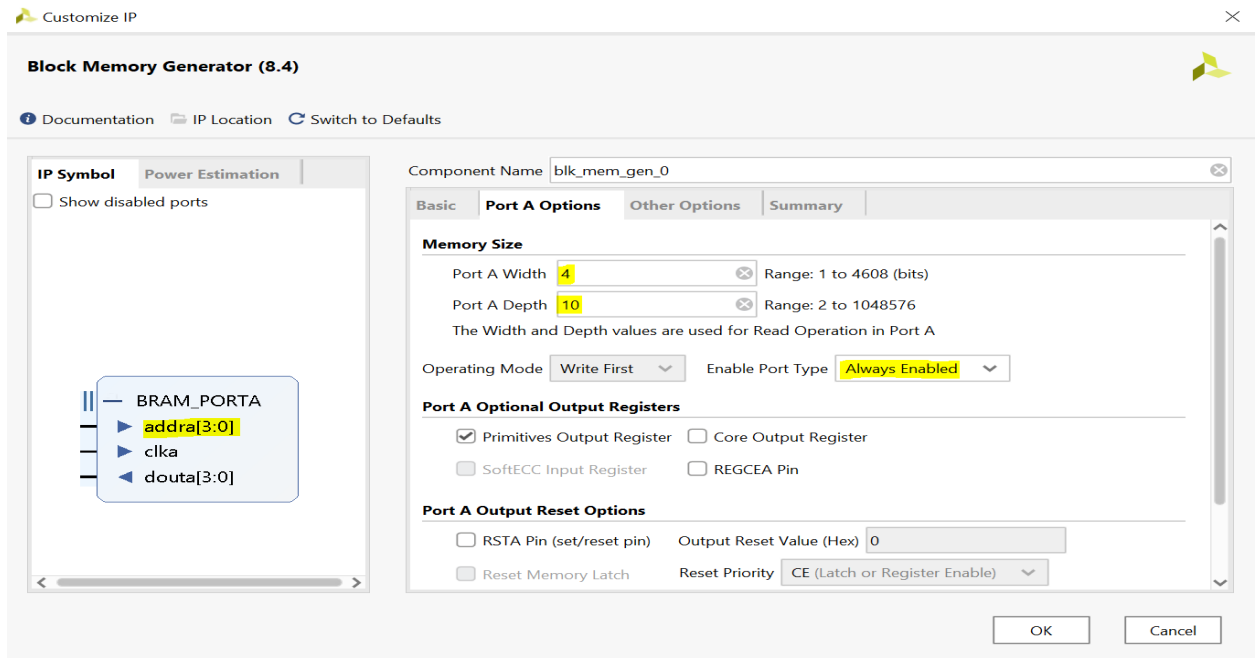 Customize IP
Block Memory Generator (8.4)
Documentation IP Location Switch to Defaults
IP Symbol Power Estimation
Show disabled ports
BRAM_PORTA
addra[3:0]
clka
douta[3:0]
Component Name blk_mem_gen_0
Basic Port A Options Other Options Summary
Memory Size
Port A Width 4 Range: 1 to 4608 (bits)
Port A Depth 10 Range: 2 to 1048576
The Width and Depth values are used for Read Operation in Port A
Operating Mode Write First Enable Port Type Always Enabled
Port A Optional Output Registers
Primitives Output Register Core Output Register
SoftECC Input Register REGCEA Pin
Port A Output Reset Options
RSTA Pin (set/reset pin) Output Reset Value (Hex) 0
Reset Memory Latch Reset Priority CE (Latch or Register Enable)
OK Cancel